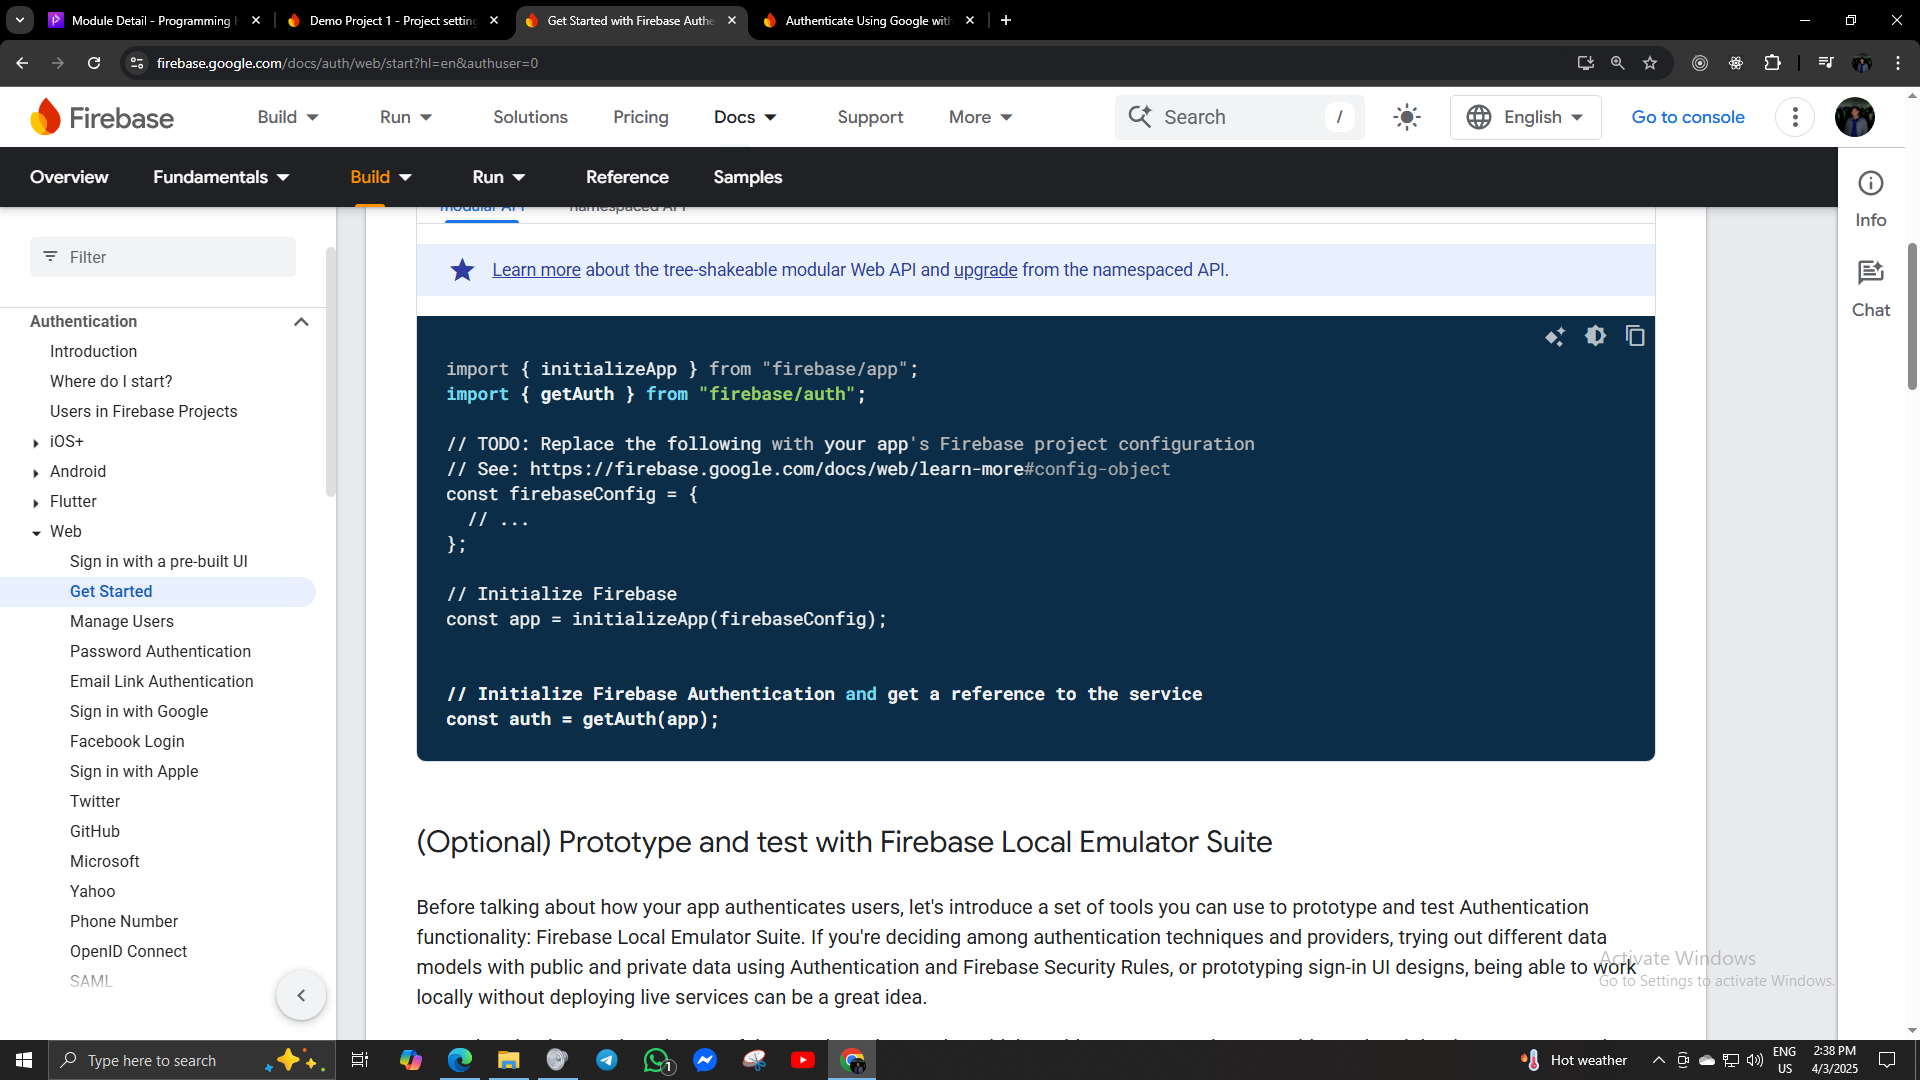 Module Detail - Programming H
Demo Project 1 - Project setting
Get Started with Firebase Authe
Authenticate Using Google with
firebase.google.com/docs/auth/web/start?hl=en&authuser=0
Firebase
Build
Run
Solutions
Pricing
Docs
Support
More
Search
/
English
Go to console
Overview
Fundamentals
Build
Run
Reference
Samples
modular API
namespaced API
Filter
Authentication
Introduction
Where do I start?
Users in Firebase Projects
iOS+
Android
Flutter
Web
Sign in with a pre-built UI
Get Started
Manage Users
Password Authentication
Email Link Authentication
Sign in with Google
Facebook Login
Sign in with Apple
Twitter
GitHub
Microsoft
Yahoo
Phone Number
OpenID Connect
SAML
Learn more about the tree-shakeable modular Web API and upgrade from the namespaced API.
import { initializeApp } from "firebase/app";
import { getAuth } from "firebase/auth";
// TODO: Replace the following with your app's Firebase project configuration
// See: https://firebase.google.com/docs/web/learn-more#config-object
const firebaseConfig = {
// ...
};
// Initialize Firebase
const app = initializeApp(firebaseConfig);
// Initialize Firebase Authentication and get a reference to the service
const auth = getAuth(app);
(Optional) Prototype and test with Firebase Local Emulator Suite
Before talking about how your app authenticates users, let's introduce a set of tools you can use to prototype and test Authentication
functionality: Firebase Local Emulator Suite. If you're deciding among authentication techniques and providers, trying out different data
models with public and private data using Authentication and Firebase Security Rules, or prototyping sign-in UI designs, being able to work
locally without deploying live services can be a great idea.
Info
Chat
Activate Windows
Go to Settings to activate Windows.
Type here to search
1
Hot weather
ENG
US
2:38 PM
4/3/2025